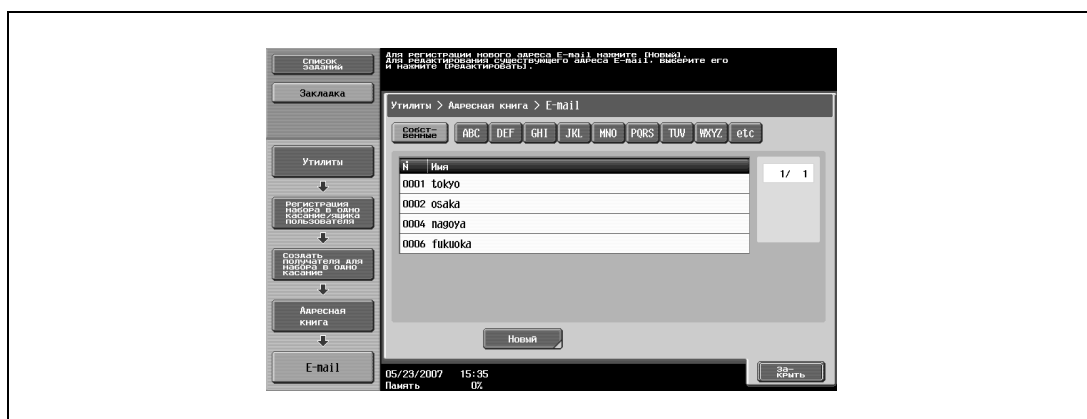 Список
заданий
Закладка
Для регистрации нового адреса E-mail нажмите [Новый].
Для редактирования существующего адреса E-mail, выберите его
и нажмите [Редактировать].
Утилиты > Адресная книга > E-mail
Собст-
венные
ABC DEF GHI JKL MNO PQRS TUV WXYZ etc
N Имя
1/ 1
0001 tokyo
0002 osaka
0004 nagoya
0006 fukuoka
Утилиты
Регистрация
набора в одно
касание/ящика
пользователя
Создать
получателя для
набора в одно
касание
Адресная
книга
E-mail
Новый
05/23/2007 15:35
Память 0%
За-
крыть